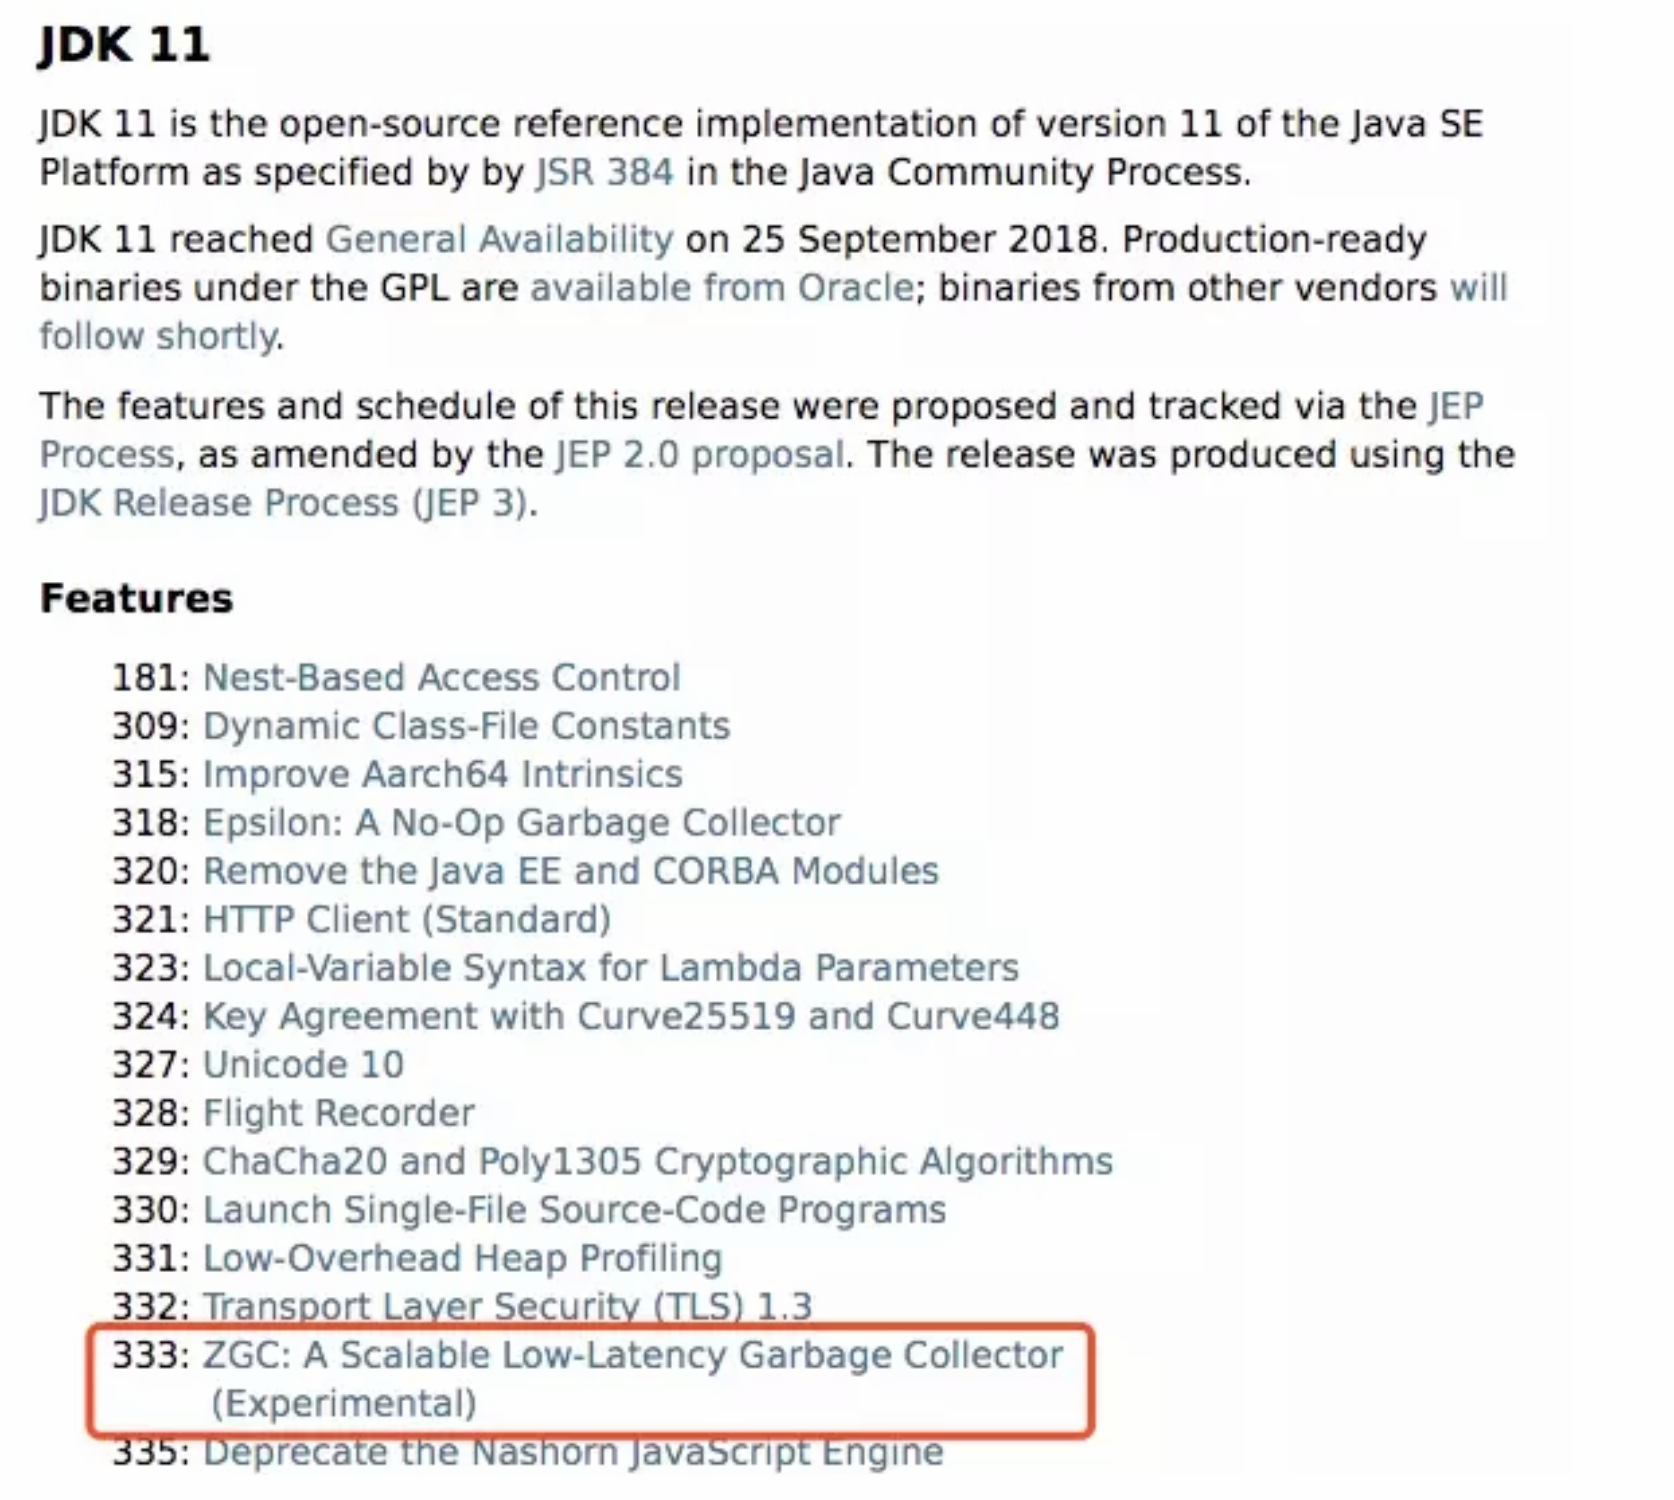 JDK 11
JDK 11 is the open-source reference implementation of version 11 of the Java SE
Platform as specified by by JSR 384 in the Java Community Process.
JDK 11 reached General Availability on 25 September 2018. Production-ready
binaries under the GPL are available from Oracle; binaries from other vendors will
follow shortly.
The features and schedule of this release were proposed and tracked via the JEP
Process, as amended by the JEP 2.0 proposal. The release was produced using the
JDK Release Process (JEP 3).
Features
181: Nest-Based Access Control
309: Dynamic Class-File Constants
315: Improve Aarch64 Intrinsics
318: Epsilon: A No-Op Garbage Collector
320: Remove the Java EE and CORBA Modules
321: HTTP Client (Standard)
323: Local-Variable Syntax for Lambda Parameters
324: Key Agreement with Curve25519 and Curve448
327: Unicode 10
328: Flight Recorder
329: ChaCha20 and Poly1305 Cryptographic Algorithms
330: Launch Single-File Source-Code Programs
331: Low-Overhead Heap Profiling
332: Transport Layer Security (TLS) 1.3
333: ZGC: A Scalable Low-Latency Garbage Collector
(Experimental)
335: Deprecate the Nashorn JavaScript Engine